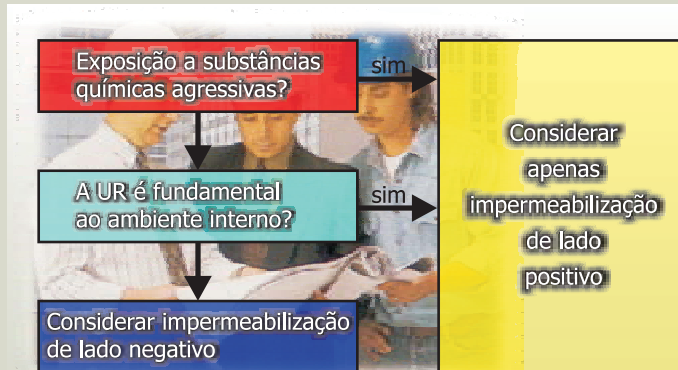 Exposição a substâncias
químicas agressivas?
sim
A UR é fundamental
ao ambiente interno?
sim
Considerar impermeabilização
de lado negativo
Considerar
apenas
impermeabilização
de lado
positivo